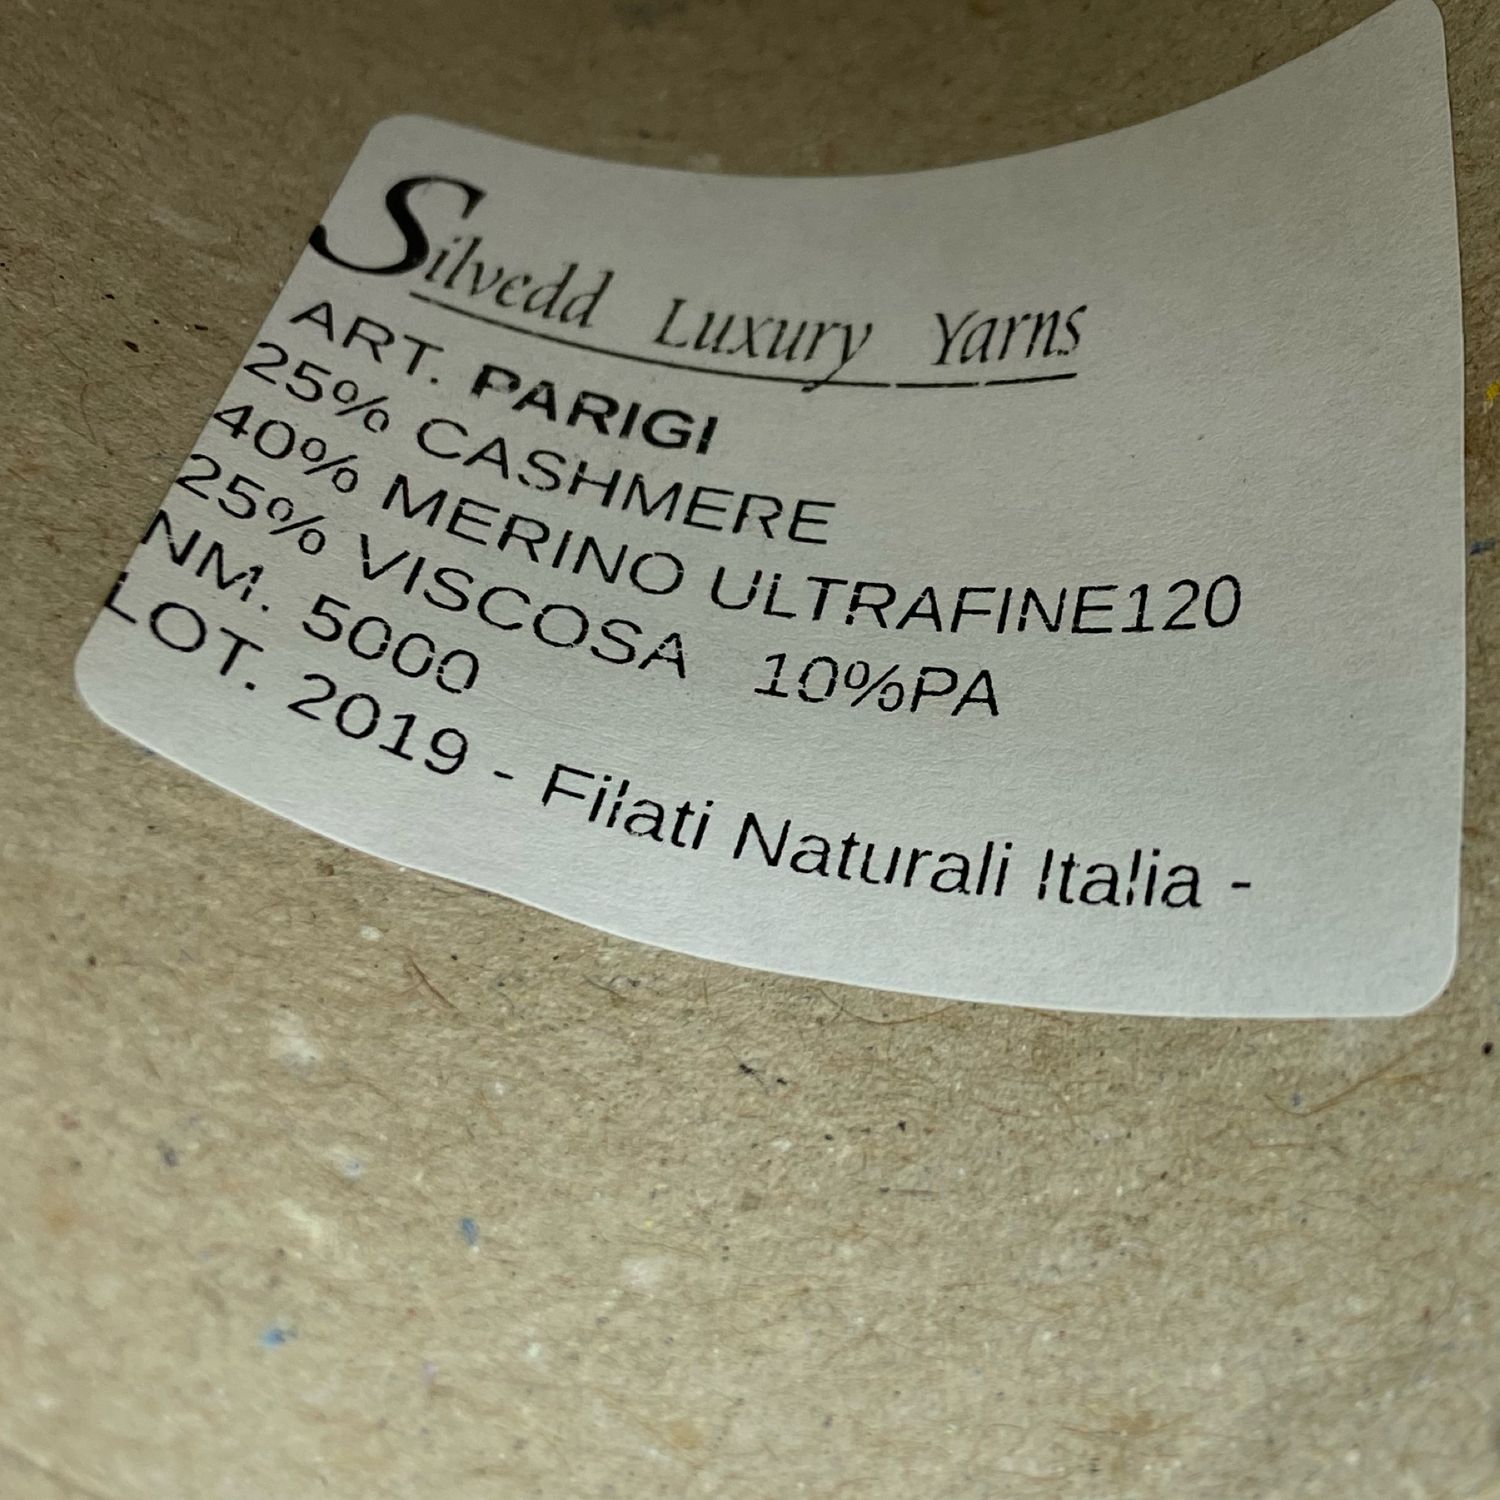 Silvedd Luxury Yarns
ART. PARIGI
25% CASHMERE
40% MERINO ULTRAFINE120
25% VISCOSA 10%PA
NM. 5000
LOT. 2019 - Filati Naturali Italia -